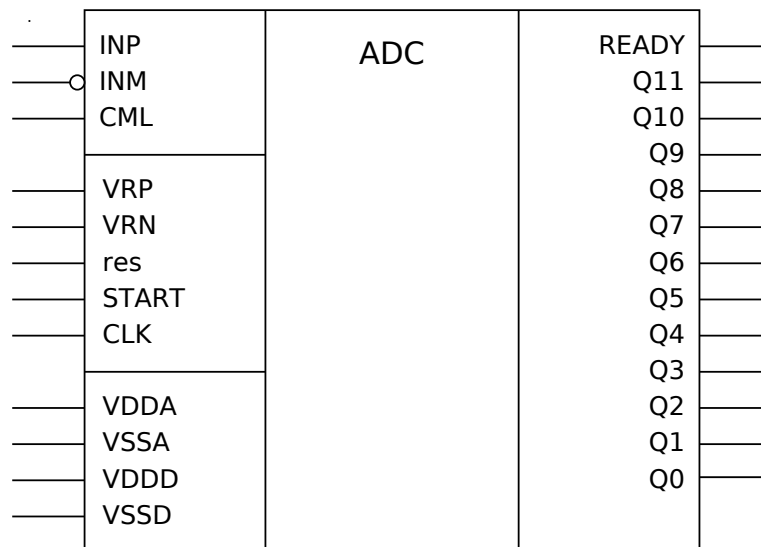 ADC
INP
INM
CML
VRP
VRN
res
START
CLK
VDDA
VSSA
VDDD
VSSD
READY
Q11
Q10
Q9
Q8
Q7
Q6
Q5
Q4
Q3
Q2
Q1
Q0